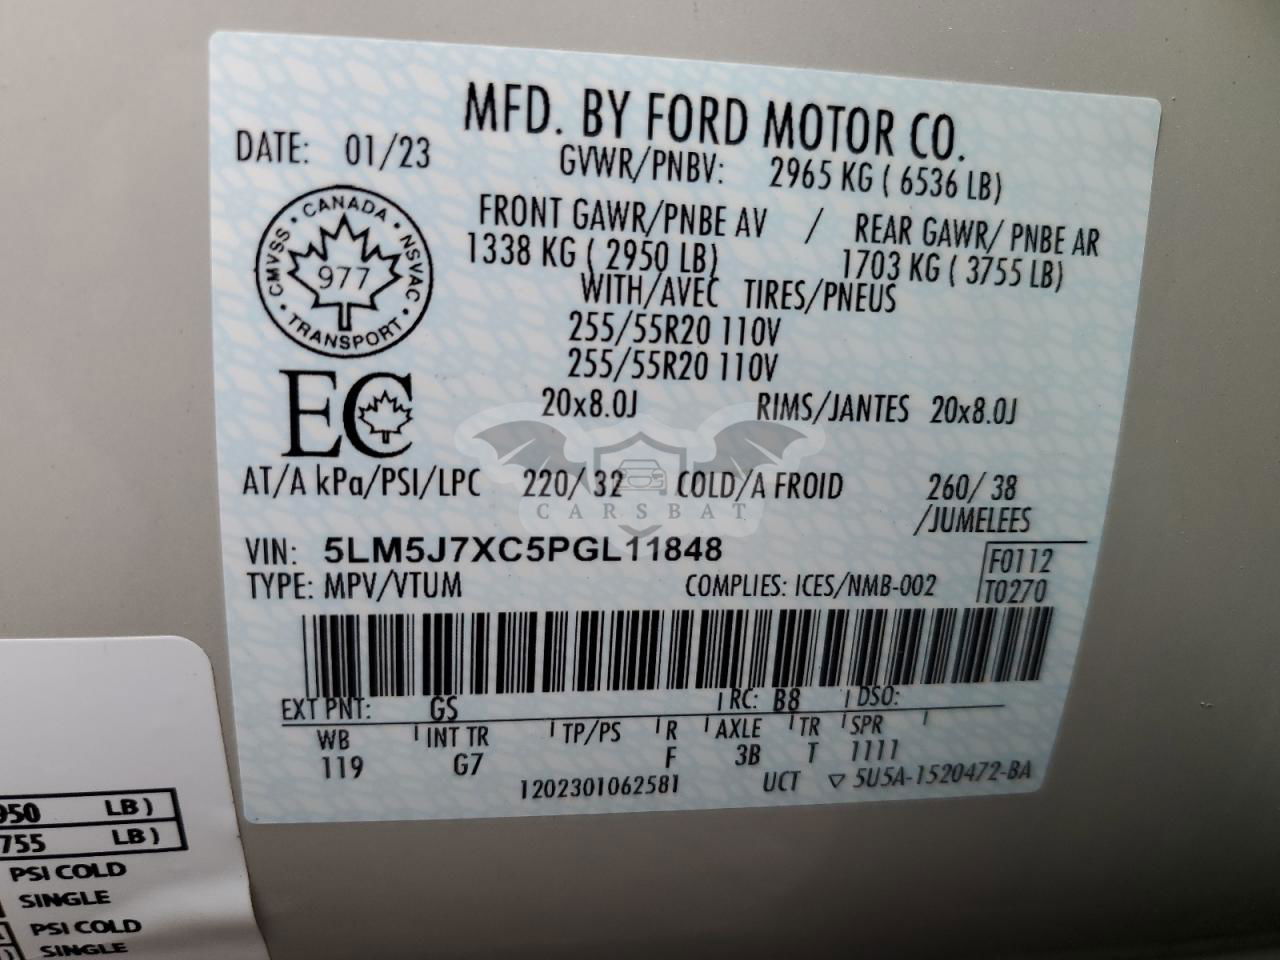 MFD. BY FORD MOTOR CO.
DATE: 01/23
GVWR/PNBV: 2965 KG ( 6536 LB)
FRONT GAWR/PNBE AV / REAR GAWR/ PNBE AR
1338 KG ( 2950 LB) 1703 KG ( 3755 LB)
WITH/AVEC TIRES/PNEUS
255/55R20 110V
255/55R20 110V
20x8.0J RIMS/JANTES 20x8.0J
CANADA
CMVSS NSVAC
977
TRANSPORT
EC
AT/A kPa/PSI/LPC 220/ 32 COLD/A FROID 260/ 38
CARSBAT
/JUMELEES
VIN: 5LM5J7XC5PGL11848
F0112
TYPE: MPV/VTUM COMPLIES: ICES/NMB-002 T0270
EXT PNT: GS RC: B8 DSO:
WB INT TR TP/PS R AXLE TR SPR
119 G7 F 3B T 1111
1202301062581 UCT 5U5A-1520472-BA
950 LB)
755 LB)
PSI COLD
SINGLE
PSI COLD
SINGLE